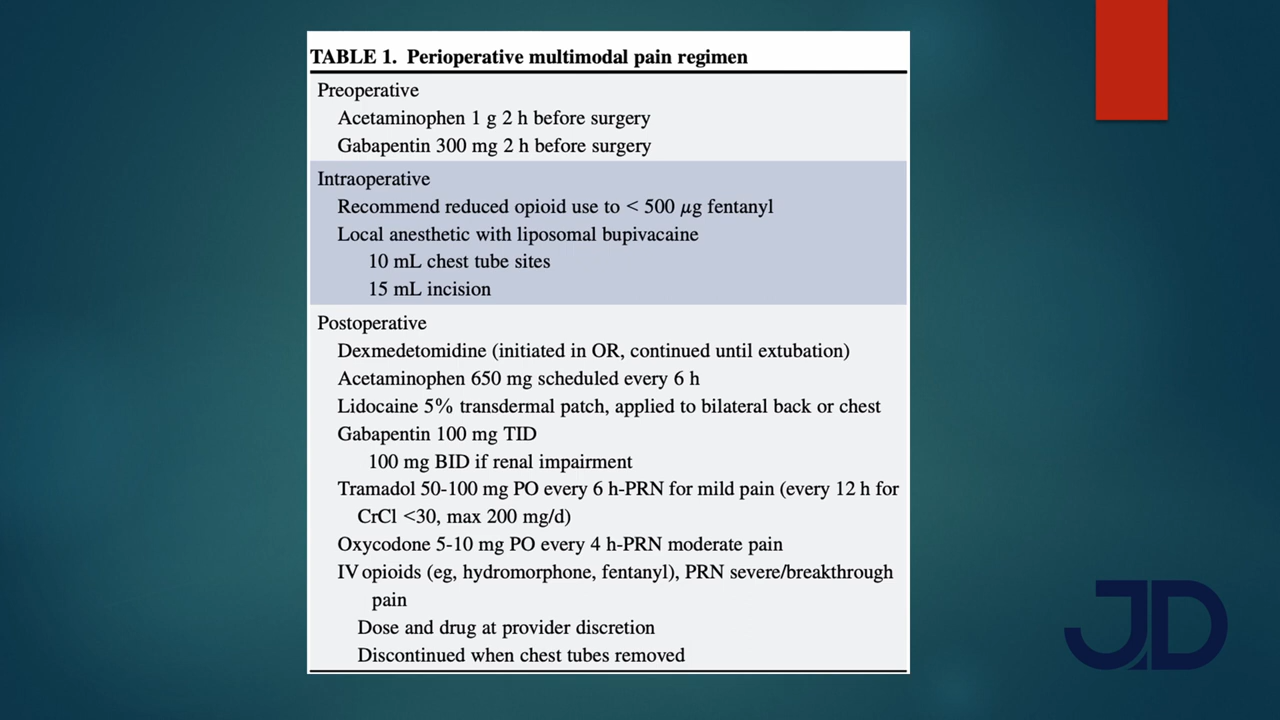 TABLE 1. Perioperative multimodal pain regimen
Preoperative
Acetaminophen 1 g 2 h before surgery
Gabapentin 300 mg 2 h before surgery
Intraoperative
Recommend reduced opioid use to < 500 μg fentanyl
Local anesthetic with liposomal bupivacaine
10 mL chest tube sites
15 mL incision
Postoperative
Dexmedetomidine (initiated in OR, continued until extubation)
Acetaminophen 650 mg scheduled every 6 h
Lidocaine 5% transdermal patch, applied to bilateral back or chest
Gabapentin 100 mg TID
100 mg BID if renal impairment
Tramadol 50-100 mg PO every 6 h-PRN for mild pain (every 12 h for
CrCl <30, max 200 mg/d)
Oxycodone 5-10 mg PO every 4 h-PRN moderate pain
IV opioids (eg, hydromorphone, fentanyl), PRN severe/breakthrough
pain
Dose and drug at provider discretion
Discontinued when chest tubes removed
JD